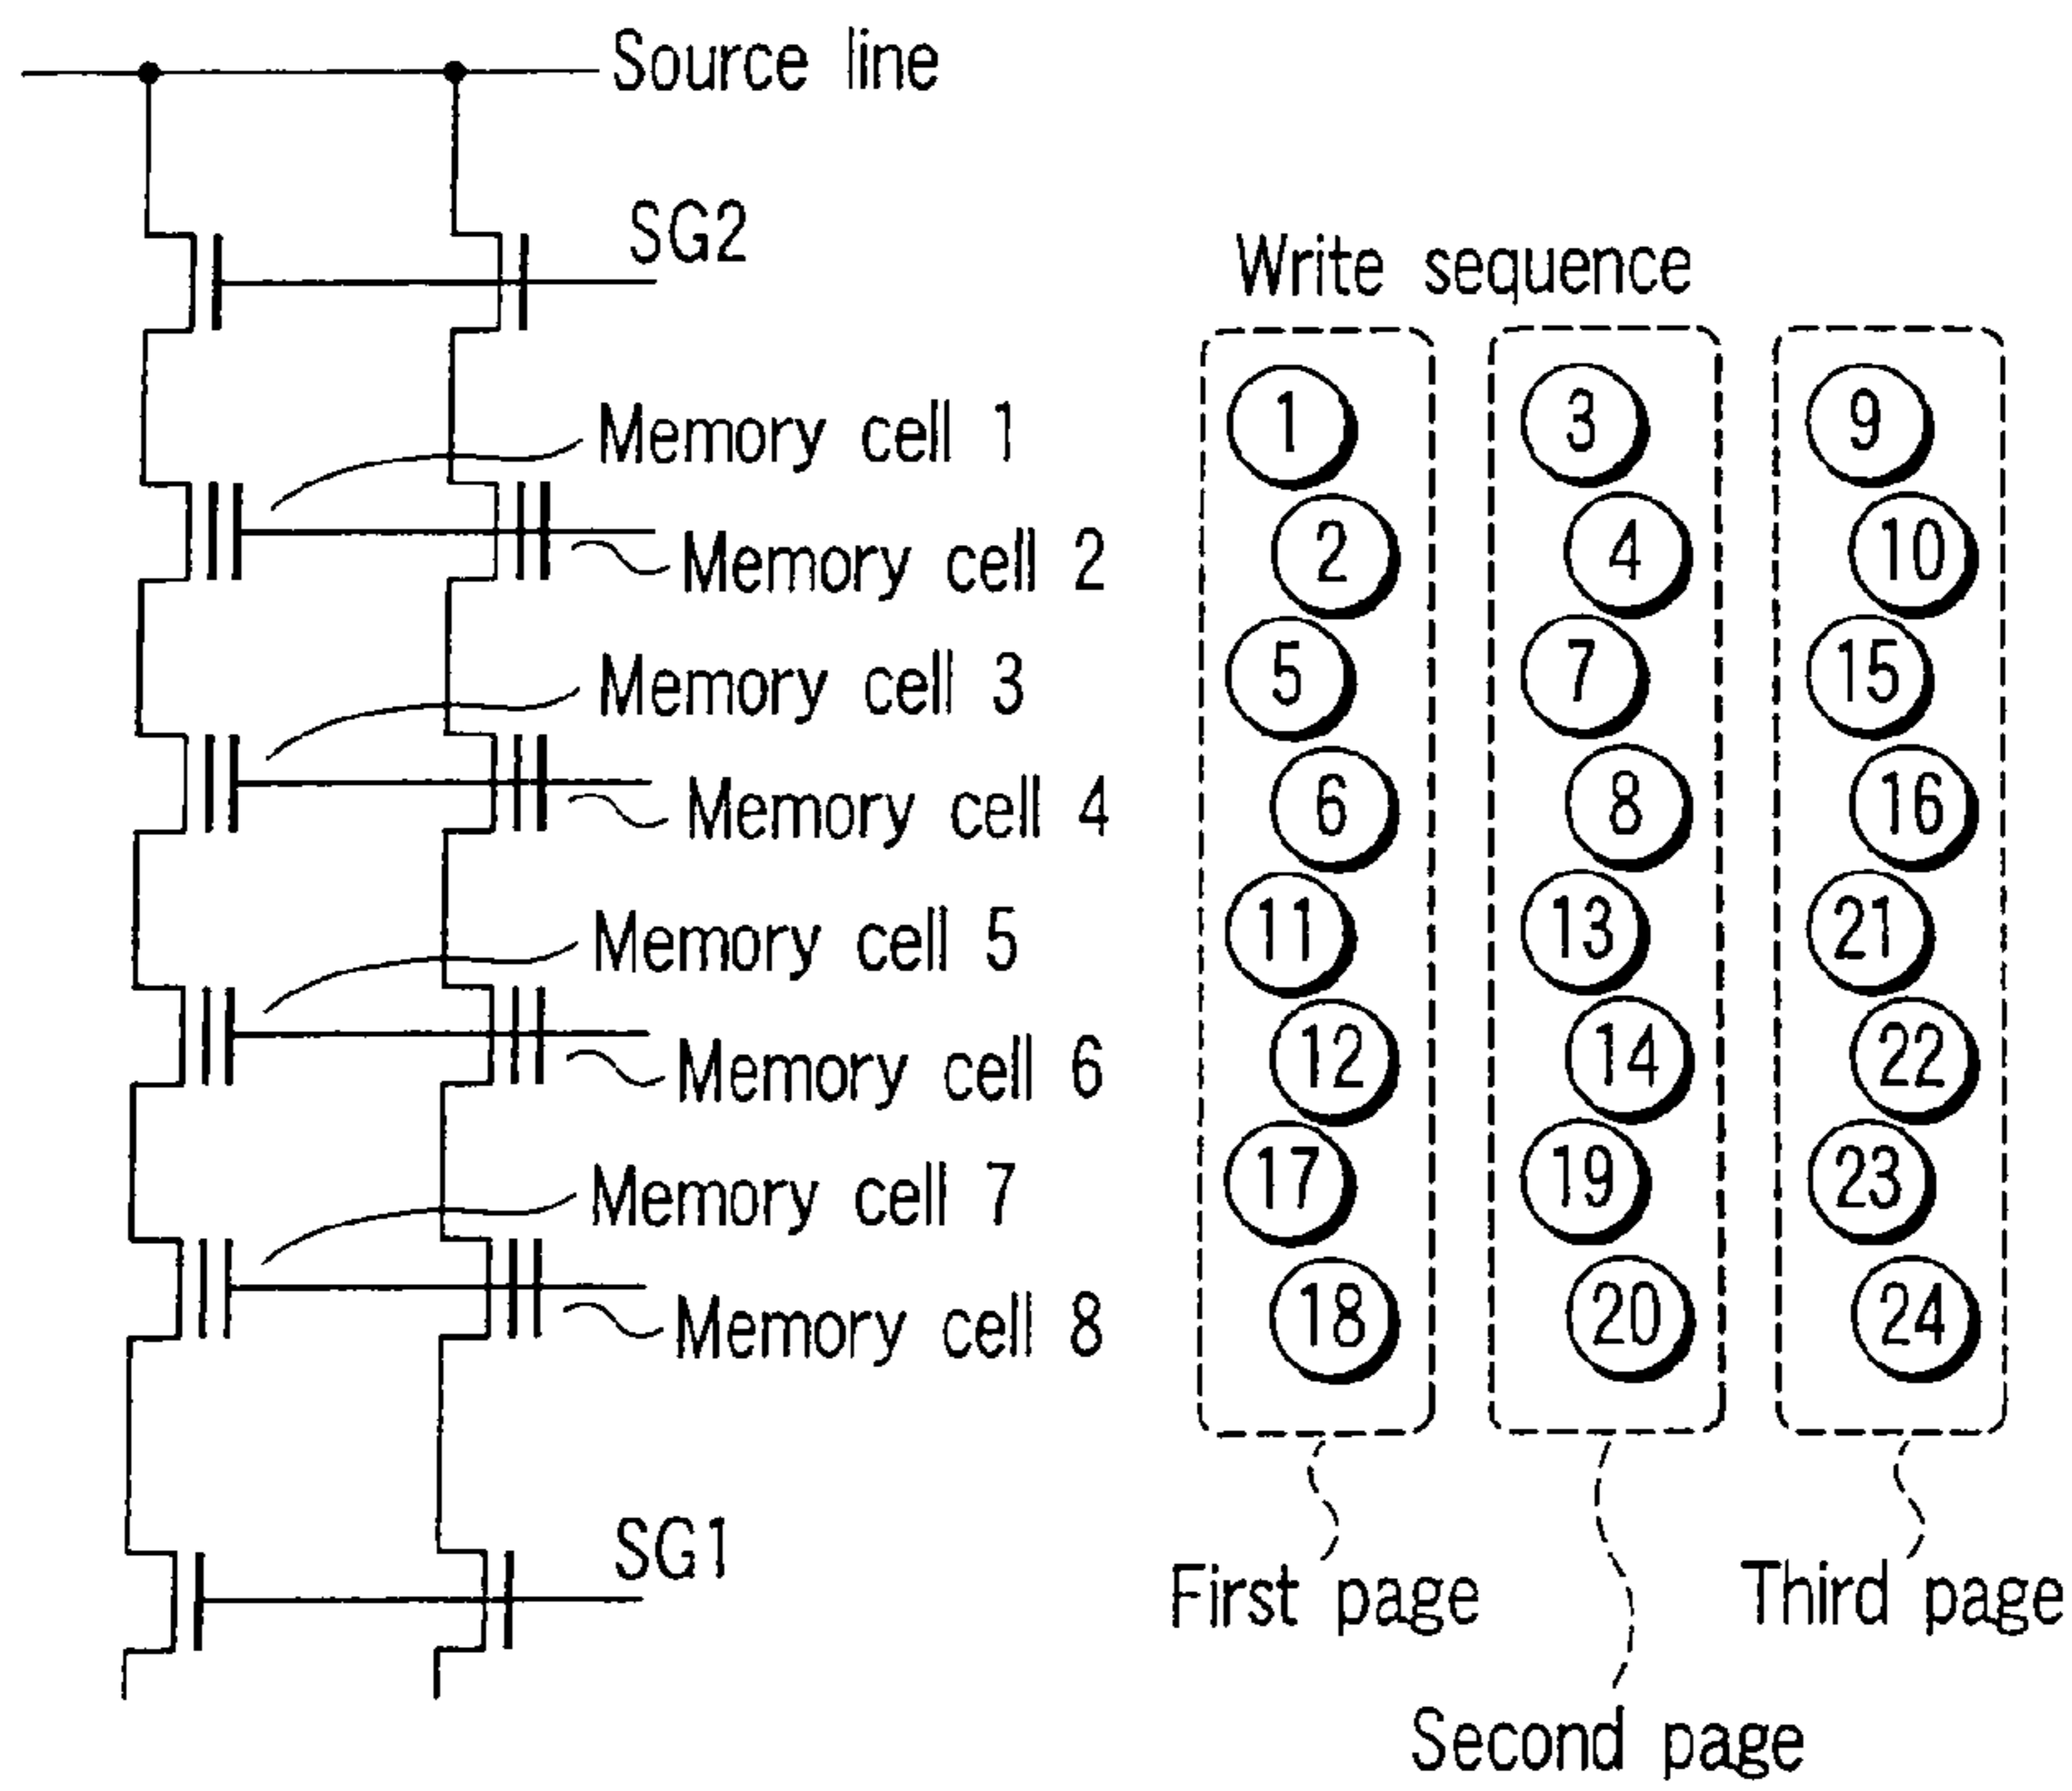 Source line
SG2
Write sequence
Memory cell 1
Memory cell 2
Memory cell 3
Memory cell 4
Memory cell 5
Memory cell 6
Memory cell 7
Memory cell 8
SG1
1 3 9
2 4 10
5 7 15
6 8 16
11 13 21
12 14 22
17 19 23
18 20 24
First page
Second page
Third page